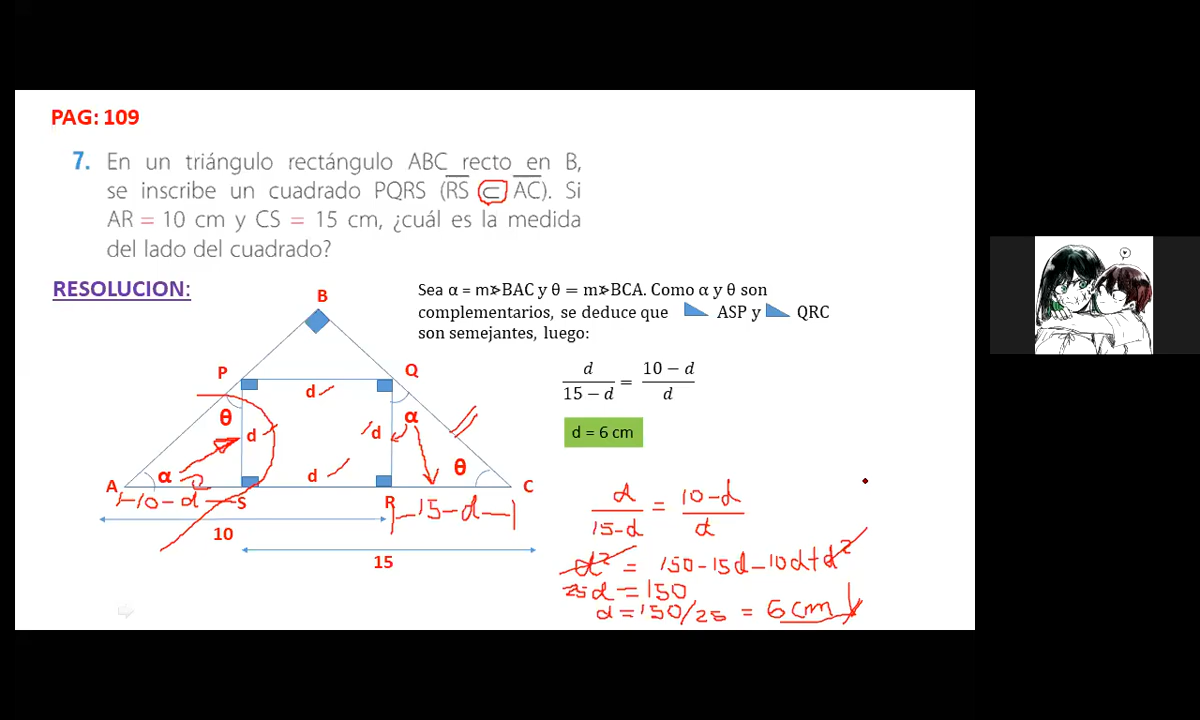 PAG: 109
7. En un triángulo rectángulo ABC recto en B,
se inscribe un cuadrado PQRS (RS ⊂ AC). Si
AR = 10 cm y CS = 15 cm, ¿cuál es la medida
del lado del cuadrado?
RESOLUCION:
Sea α = m∢BAC y θ = m∢BCA. Como α y θ son
complementarios, se deduce que ASP y QRC
son semejantes, luego:
d/15 − d = 10 − d/d
d = 6 cm
B
P
Q
d
θ
α
d
d
α
d
θ
A
S
R
C
10-d
15-d
10
15
d/15-d = 10-d/d
d² = 150-15d-10d+d²
25d = 150
d = 150/25 = 6cm